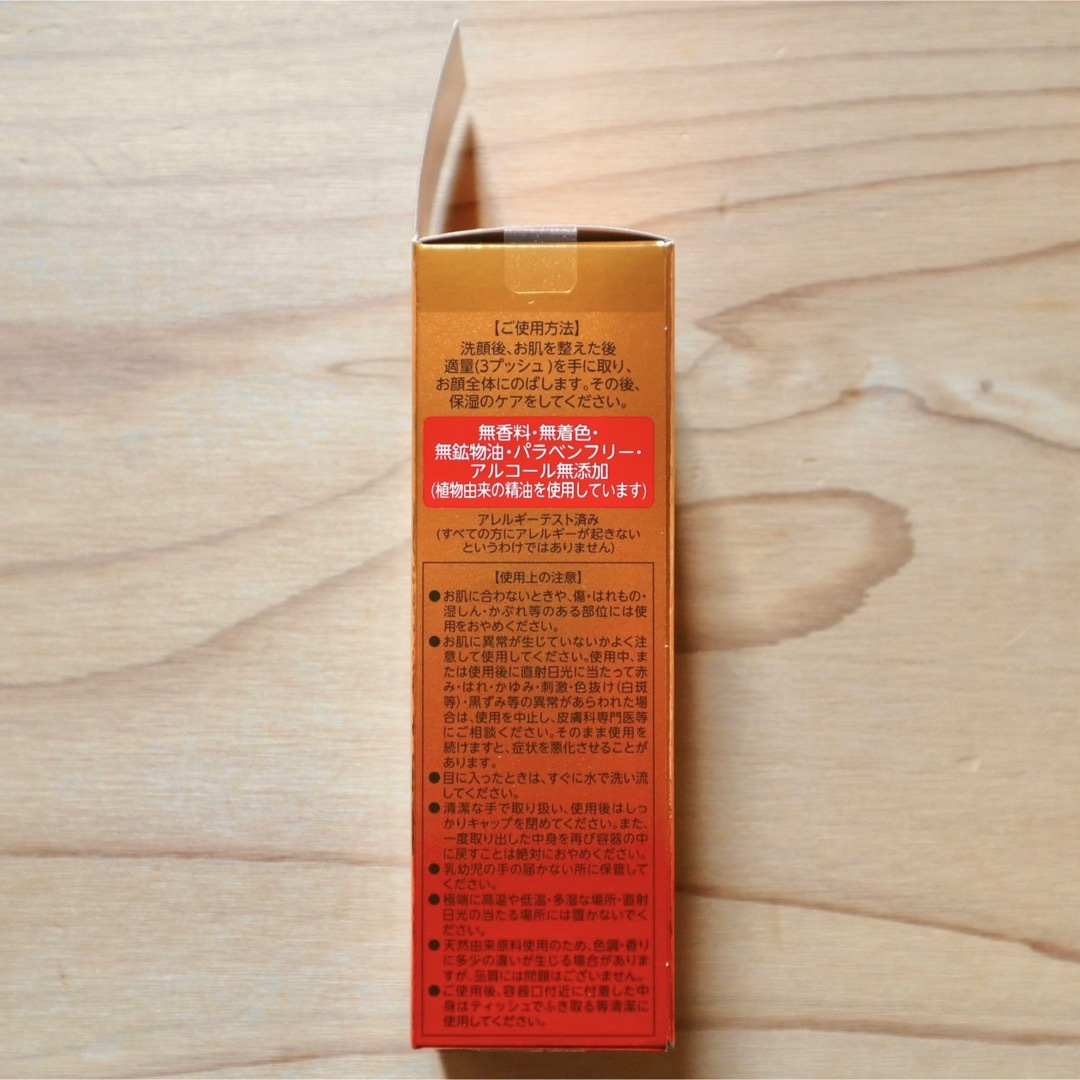 【ご使用方法】
洗顔後、お肌を整えた後
適量(3プッシュ)を手に取り、
お顔全体にのばします。その後、
保湿のケアをしてください。
無香料・無着色・
無鉱物油・パラベンフリー・
アルコール無添加
(植物由来の精油を使用しています)
アレルギーテスト済み
(すべての方にアレルギーが起きない
というわけではありません)
【使用上の注意】
●お肌に合わないときや、傷・はれもの・
湿しん・かぶれ等のある部位には使
用をおやめください。
●お肌に異常が生じていないかよく注
意して使用してください。使用中、ま
たは使用後に直射日光に当たって赤
み・はれ・かゆみ・刺激・色抜け(白斑
等)・黒ずみ等の異常があらわれた場
合は、使用を中止し、皮膚科専門医等
にご相談ください。そのまま使用を
続けますと、症状を悪化させることが
あります。
●目に入ったときは、すぐに水で洗い流
してください。
●清潔な手で取り扱い、使用後はしっ
かりキャップを閉めてください。また、
一度取り出した中身を再び容器の中
に戻すことは絶対におやめください。
●乳幼児の手の届かない所に保管して
ください。
●極端に高温や低温・多湿な場所・直射
日光の当たる場所には置かないでく
ださい。
●天然由来原料使用のため、色調・香り
に多少の違いが生じる場合がありま
すが、品質には問題はございません。
●ご使用後、容器口付近に付着した中
身はティッシュでふき取る等清潔に
使用してください。